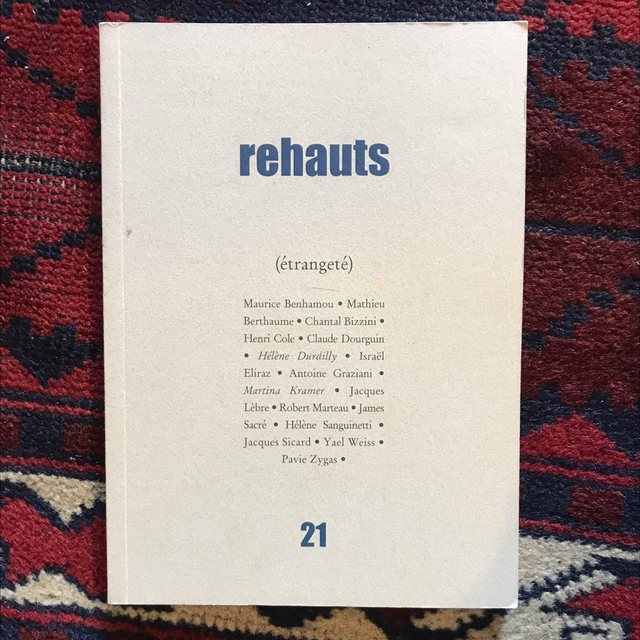 rehauts
(étrangeté)
Maurice Benhamou • Mathieu
Berthaume • Chantal Bizzini •
Henri Cole • Claude Dourguin
• Hélène Durdilly • Israël
Eliraz • Antoine Graziani •
Martina Kramer • Jacques
Lèbre • Robert Marteau • James
Sacré • Hélène Sanguinetti •
Jacques Sicard • Yael Weiss •
Pavie Zygas •
21